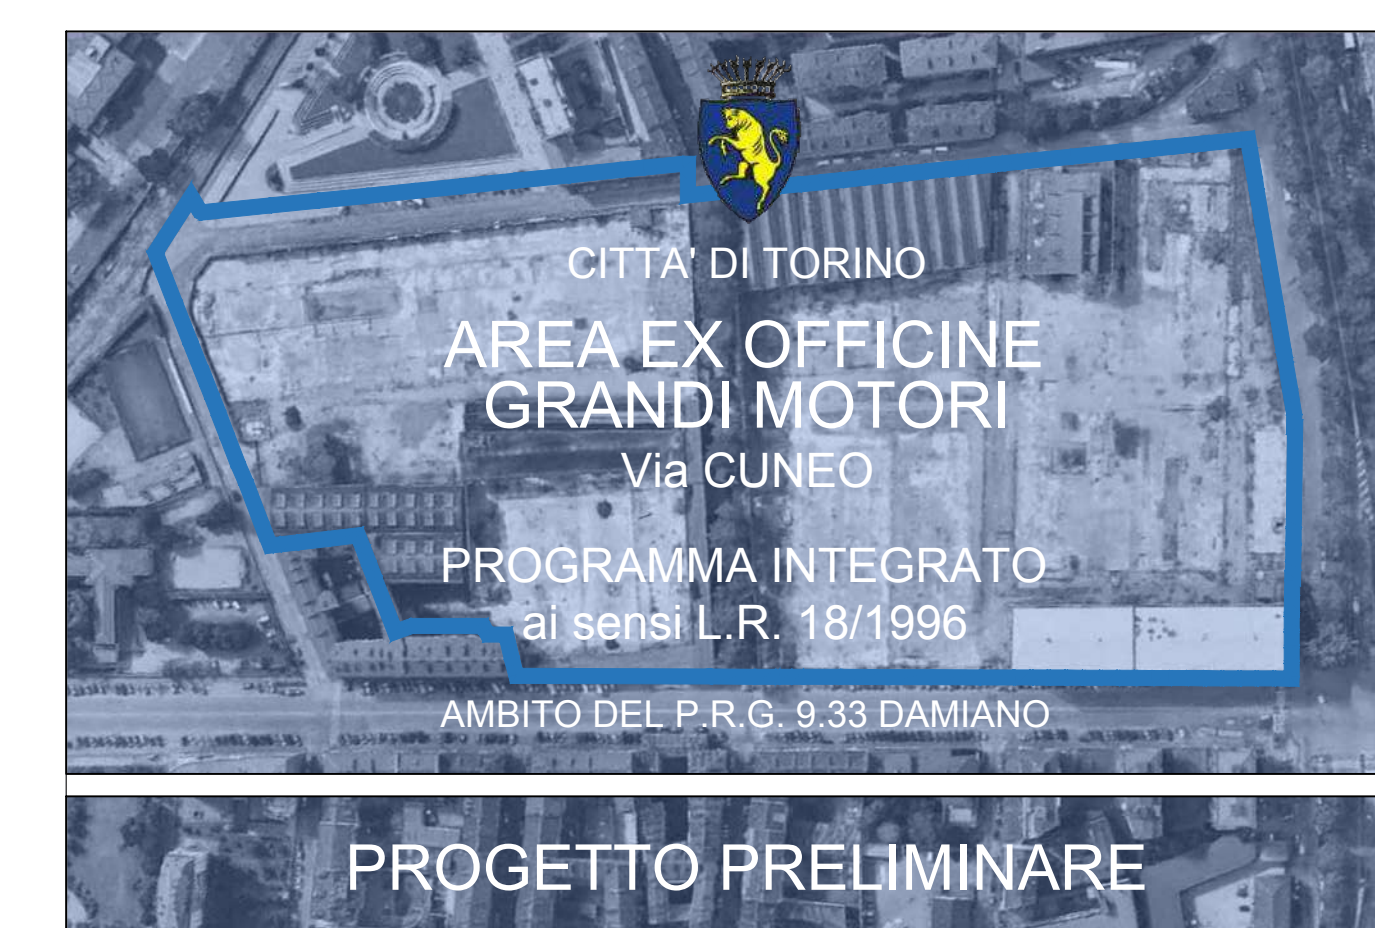 CITTA' DI TORINO
AREA EX OFFICINE
GRANDI MOTORI
Via CUNEO
PROGRAMMA INTEGRATO
ai sensi L.R. 18/1996
AMBITO DEL P.R.G. 9.33 DAMIANO
PROGETTO PRELIMINARE